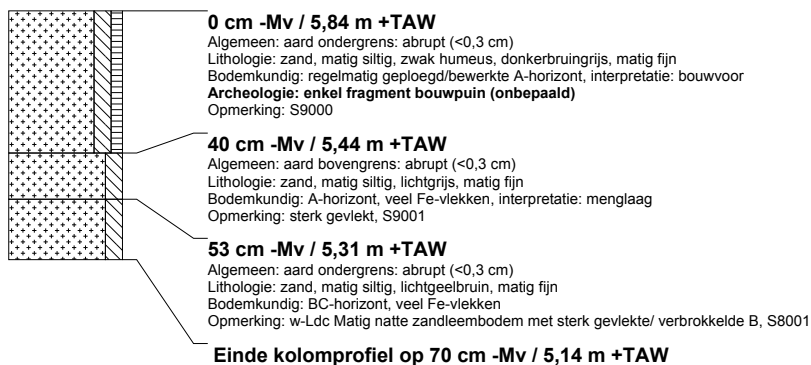 0 cm -Mv / 5,84 m +TAW
Algemeen: aard ondergrens: abrupt (<0,3 cm)
Lithologie: zand, matig siltig, zwak humeus, donkerbruingrijs, matig fijn
Bodemkundig: regelmatig geploegd/bewerkte A-horizont, interpretatie: bouwvoor
Archeologie: enkel fragment bouwpuin (onbepaald)
Opmerking: S9000
40 cm -Mv / 5,44 m +TAW
Algemeen: aard bovengrens: abrupt (<0,3 cm)
Lithologie: zand, matig siltig, lichtgrijs, matig fijn
Bodemkundig: A-horizont, veel Fe-vlekken, interpretatie: menglaag
Opmerking: sterk gevlekt, S9001
53 cm -Mv / 5,31 m +TAW
Algemeen: aard ondergrens: abrupt (<0,3 cm)
Lithologie: zand, matig siltig, lichtgeelbruin, matig fijn
Bodemkundig: BC-horizont, veel Fe-vlekken
Opmerking: w-Ldc Matig natte zandleembodem met sterk gevlekte/ verbrokkelde B, S8001
Einde kolomprofiel op 70 cm -Mv / 5,14 m +TAW